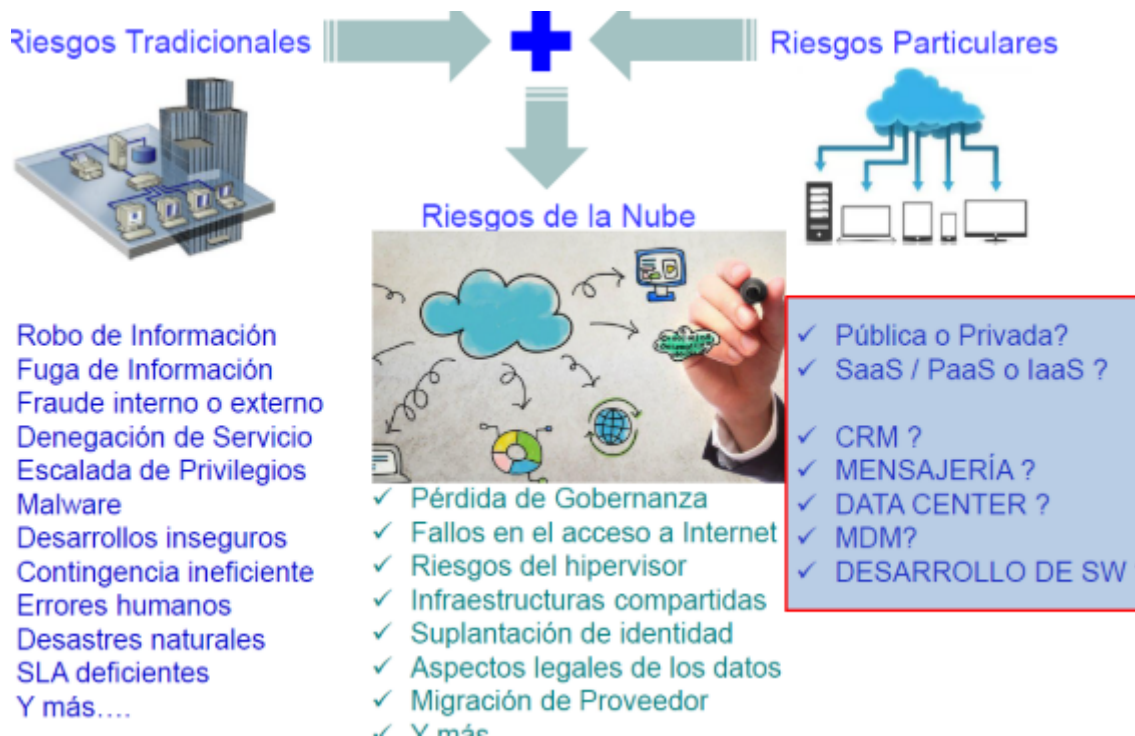 Riesgos Tradicionales
Riesgos Particulares
Riesgos de la Nube
Robo de Información
Fuga de Información
Fraude interno o externo
Denegación de Servicio
Escalada de Privilegios
Malware
Desarrollos inseguros
Contingencia ineficiente
Errores humanos
Desastres naturales
SLA deficientes
Y más….
✓ Pérdida de Gobernanza
✓ Fallos en el acceso a Internet
✓ Riesgos del hipervisor
✓ Infraestructuras compartidas
✓ Suplantación de identidad
✓ Aspectos legales de los datos
✓ Migración de Proveedor
✓ Y más
✓ Pública o Privada?
✓ SaaS / PaaS o IaaS ?
✓ CRM ?
✓ MENSAJERÍA ?
✓ DATA CENTER ?
✓ MDM?
✓ DESARROLLO DE SW